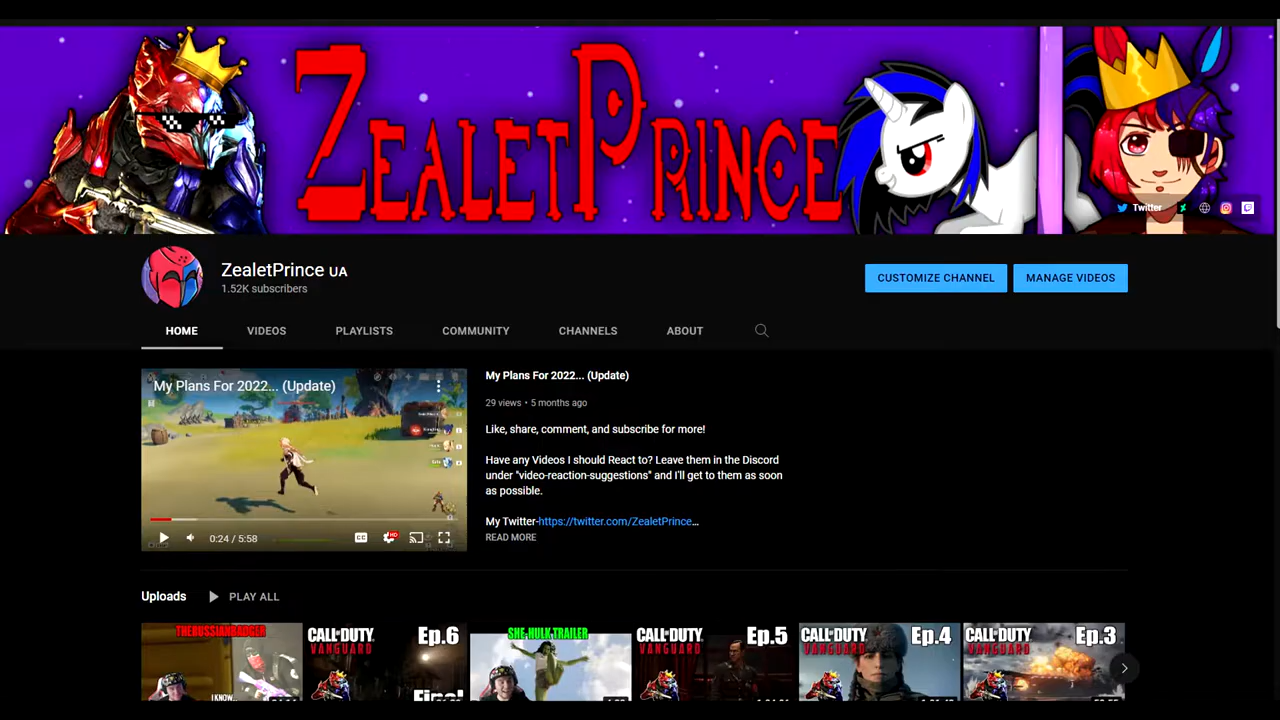 ZEALETPRINCE
Twitter
ZealetPrince UA
1.52K subscribers
CUSTOMIZE CHANNEL
MANAGE VIDEOS
HOME
VIDEOS
PLAYLISTS
COMMUNITY
CHANNELS
ABOUT
My Plans For 2022... (Update)
0:24 / 5:58
CC
HD
My Plans For 2022... (Update)
29 views • 5 months ago
Like, share, comment, and subscribe for more!
Have any Videos I should React to? Leave them in the Discord
under "video-reaction-suggestions" and I'll get to them as soon
as possible.
My Twitter-https://twitter.com/ZealetPrince...
READ MORE
Uploads
PLAY ALL
THERUSSIANBADGER
I KNOW...
CALL OF DUTY
VANGUARD
Ep.6
Final
SHE-HULK TRAILER
CALL OF DUTY
VANGUARD
Ep.5
CALL OF DUTY
VANGUARD
Ep.4
CALL OF DUTY
VANGUARD
Ep.3